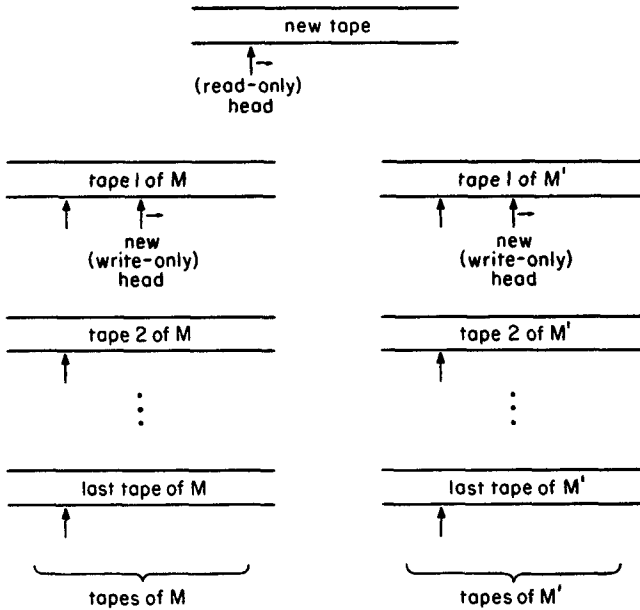 new tape
(read-only)
head
tape 1 of M
new
(write-only)
head
tape 2 of M
last tape of M
tapes of M
tape 1 of M'
new
(write-only)
head
tape 2 of M'
last tape of M'
tapes of M'